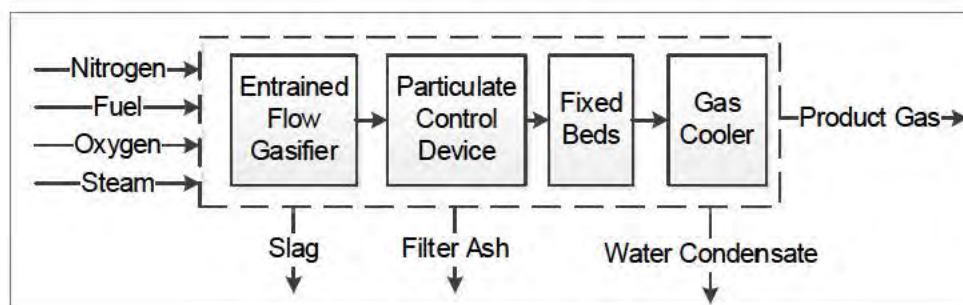 Nitrogen
Fuel
Oxygen
Steam
Entrained
Flow
Gasifier
Particulate
Control
Device
Fixed
Beds
Gas
Cooler
Product Gas
Slag
Filter Ash
Water Condensate